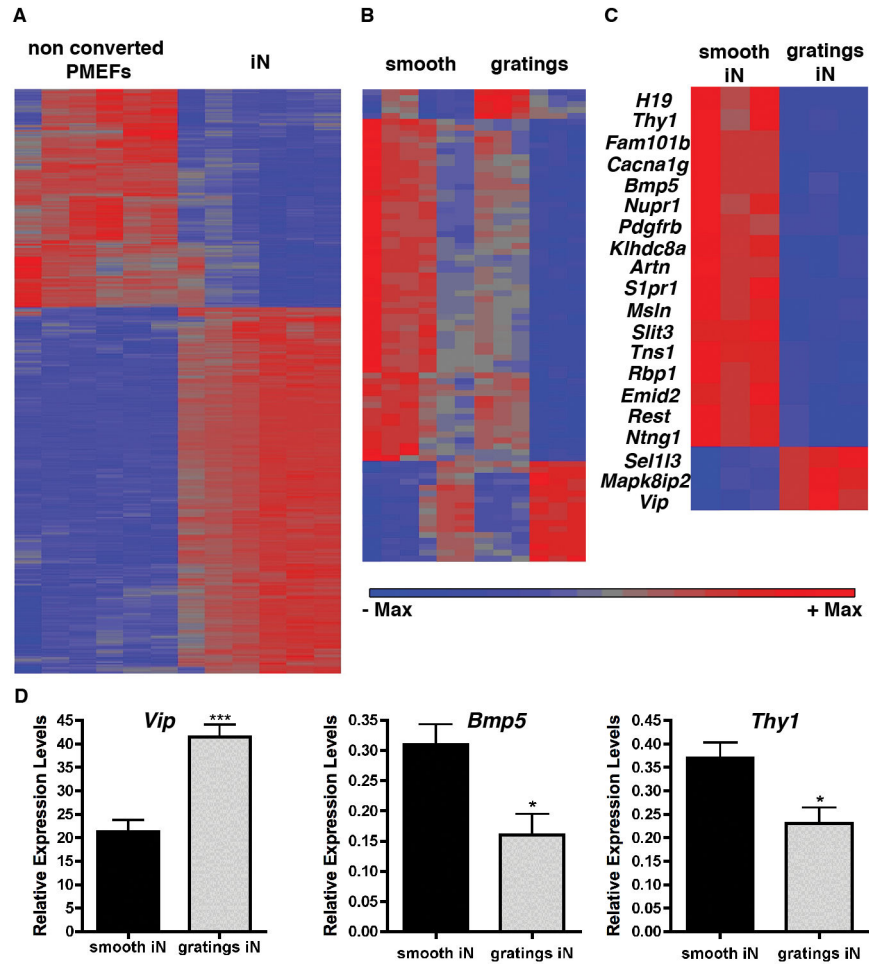 A
non converted
PMEFs
iN
B
smooth
gratings
C
smooth
iN
gratings
iN
H19
Thy1
Fam101b
Cacna1g
Bmp5
Nupr1
Pdgfrb
Klhdc8a
Artn
S1pr1
Msln
Slit3
Tns1
Rbp1
Emid2
Rest
Ntng1
Sel1l3
Mapk8ip2
Vip
- Max
+ Max
D
Relative Expression Levels
45
40
35
30
25
20
15
10
5
0
Vip
***
smooth iN
gratings iN
Relative Expression Levels
0.35
0.30
0.25
0.20
0.15
0.10
0.05
0.00
Bmp5
*
smooth iN
gratings iN
Relative Expression Levels
0.45
0.40
0.35
0.30
0.25
0.20
0.15
0.10
0.05
0.00
Thy1
*
smooth iN
gratings iN